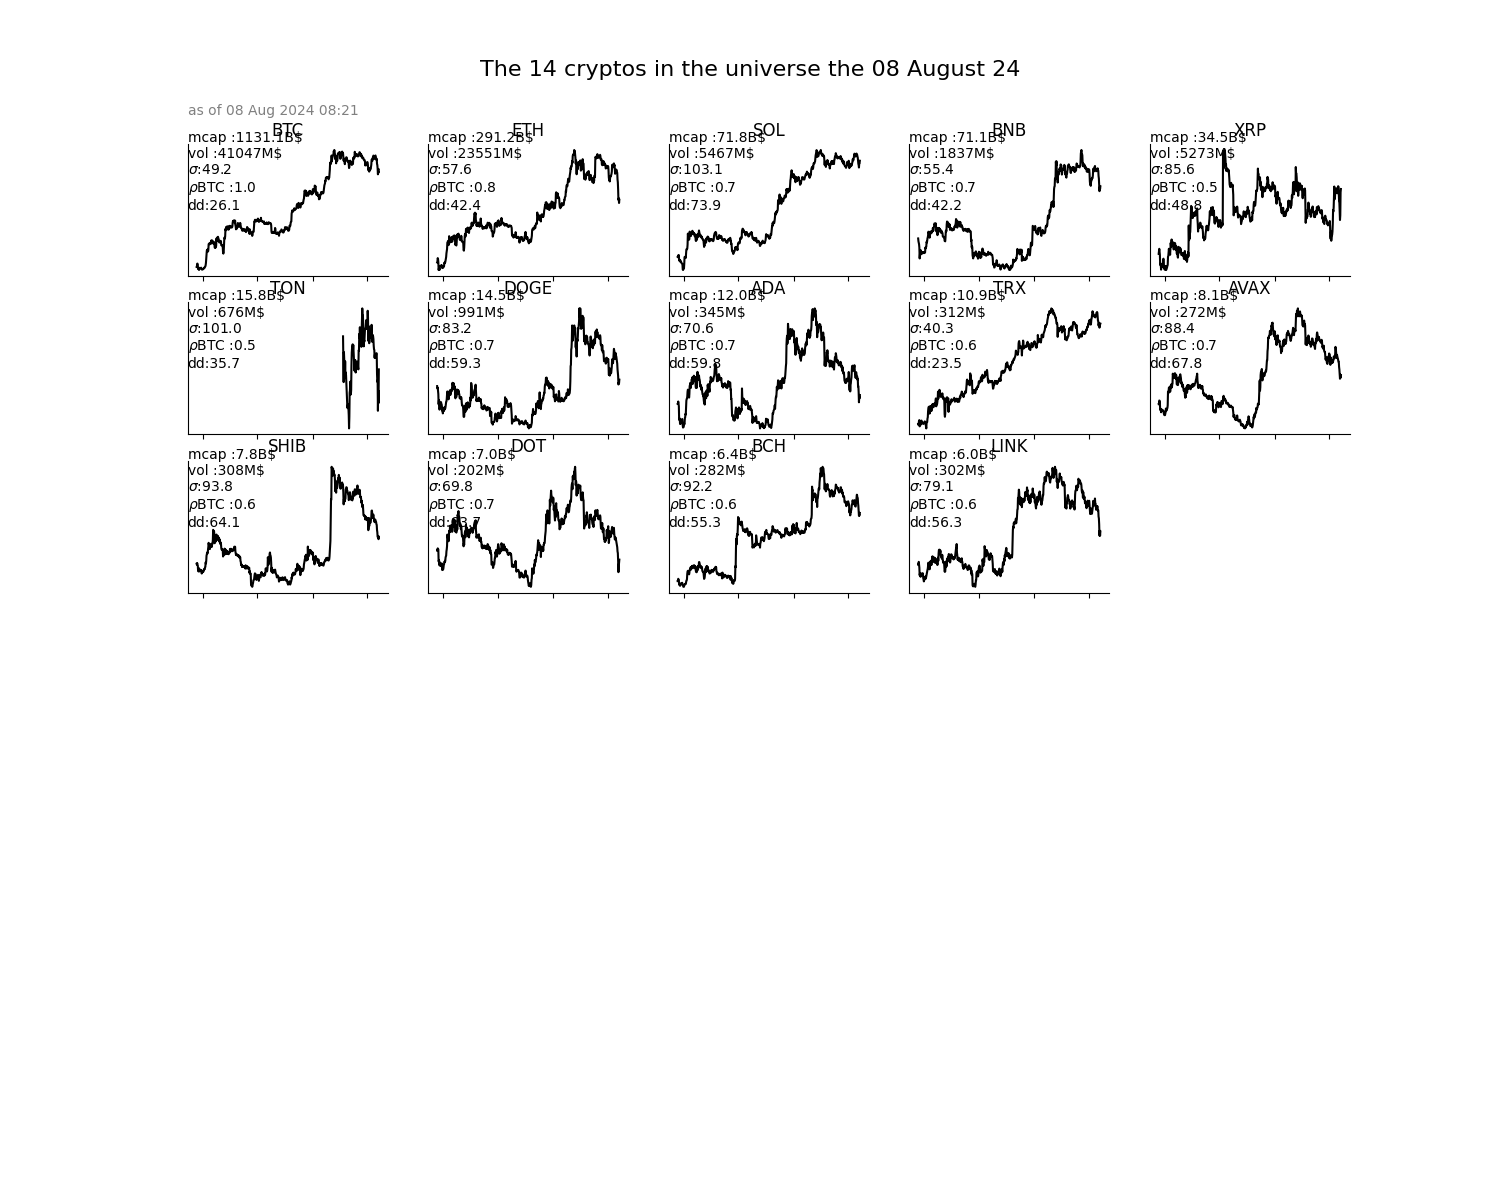 The 14 cryptos in the universe the 08 August 24
as of 08 Aug 2024 08:21
BTC
mcap :1131.1B$
vol :41047M$
σ:49.2
ρBTC :1.0
dd:26.1
ETH
mcap :291.2B$
vol :23551M$
σ:57.6
ρBTC :0.8
dd:42.4
SOL
mcap :71.8B$
vol :5467M$
σ:103.1
ρBTC :0.7
dd:73.9
BNB
mcap :71.1B$
vol :1837M$
σ:55.4
ρBTC :0.7
dd:42.2
XRP
mcap :34.5B$
vol :5273M$
σ:85.6
ρBTC :0.5
dd:48.8
TON
mcap :15.8B$
vol :676M$
σ:101.0
ρBTC :0.5
dd:35.7
DOGE
mcap :14.5B$
vol :991M$
σ:83.2
ρBTC :0.7
dd:59.3
ADA
mcap :12.0B$
vol :345M$
σ:70.6
ρBTC :0.7
dd:59.8
TRX
mcap :10.9B$
vol :312M$
σ:40.3
ρBTC :0.6
dd:23.5
AVAX
mcap :8.1B$
vol :272M$
σ:88.4
ρBTC :0.7
dd:67.8
SHIB
mcap :7.8B$
vol :308M$
σ:93.8
ρBTC :0.6
dd:64.1
DOT
mcap :7.0B$
vol :202M$
σ:69.8
ρBTC :0.7
dd:63.7
BCH
mcap :6.4B$
vol :282M$
σ:92.2
ρBTC :0.6
dd:55.3
LINK
mcap :6.0B$
vol :302M$
σ:79.1
ρBTC :0.6
dd:56.3